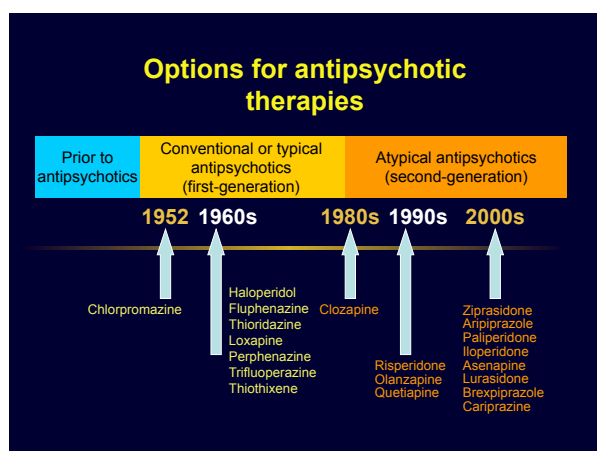 Options for antipsychotic
therapies
Prior to
antipsychotics
Conventional or typical
antipsychotics
(first-generation)
Atypical antipsychotics
(second-generation)
1952
1960s
1980s
1990s
2000s
Chlorpromazine
Haloperidol
Fluphenazine
Thioridazine
Loxapine
Perphenazine
Trifluoperazine
Thiothixene
Clozapine
Risperidone
Olanzapine
Quetiapine
Ziprasidone
Aripiprazole
Paliperidone
Iloperidone
Asenapine
Lurasidone
Brexpiprazole
Cariprazine